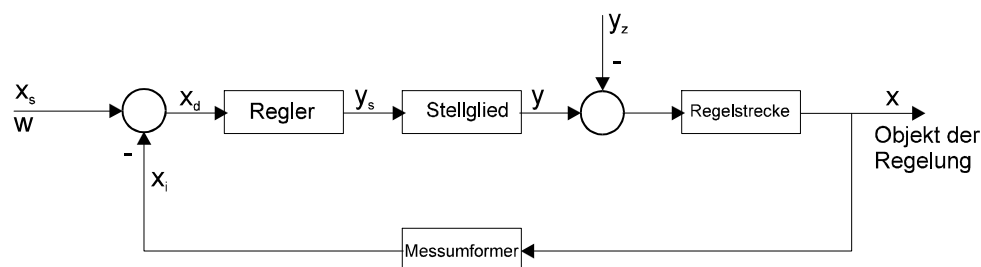 y_z
-
x_s
w
x_d
Regler
y_s
Stellglied
y
Regelstrecke
x
Objekt der
Regelung
-
x_i
Messumformer